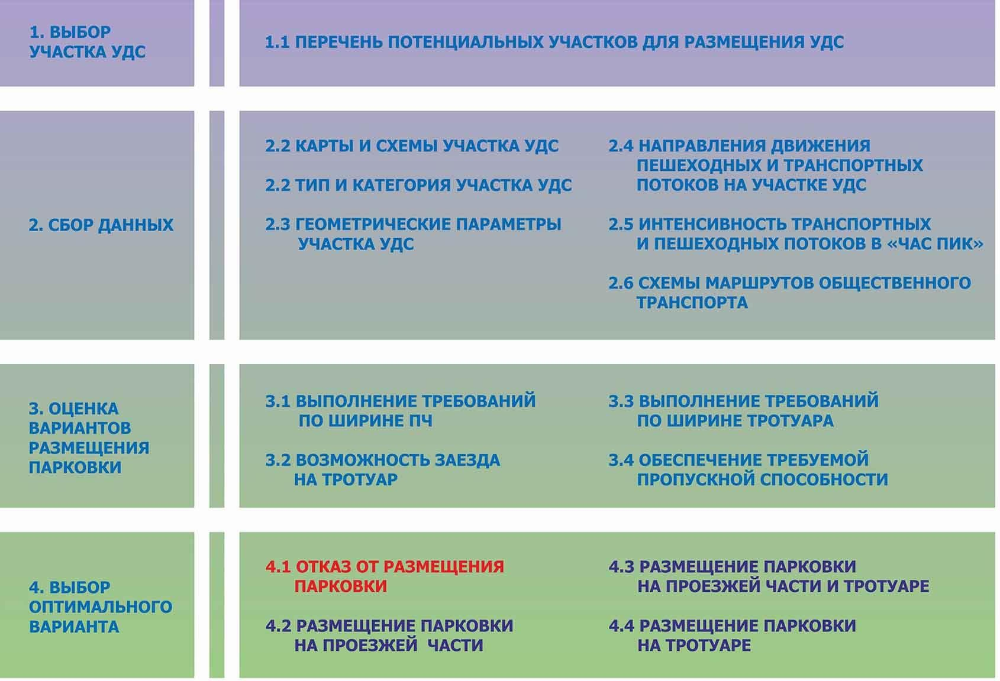 1. ВЫБОР
УЧАСТКА УДС
1.1 ПЕРЕЧЕНЬ ПОТЕНЦИАЛЬНЫХ УЧАСТКОВ ДЛЯ РАЗМЕЩЕНИЯ УДС
2. СБОР ДАННЫХ
2.2 КАРТЫ И СХЕМЫ УЧАСТКА УДС
2.2 ТИП И КАТЕГОРИЯ УЧАСТКА УДС
2.3 ГЕОМЕТРИЧЕСКИЕ ПАРАМЕТРЫ
УЧАСТКА УДС
2.4 НАПРАВЛЕНИЯ ДВИЖЕНИЯ
ПЕШЕХОДНЫХ И ТРАНСПОРТНЫХ
ПОТОКОВ НА УЧАСТКЕ УДС
2.5 ИНТЕНСИВНОСТЬ ТРАНСПОРТНЫХ
И ПЕШЕХОДНЫХ ПОТОКОВ В «ЧАС ПИК»
2.6 СХЕМЫ МАРШРУТОВ ОБЩЕСТВЕННОГО
ТРАНСПОРТА
3. ОЦЕНКА
ВАРИАНТОВ
РАЗМЕЩЕНИЯ
ПАРКОВКИ
3.1 ВЫПОЛНЕНИЕ ТРЕБОВАНИЙ
ПО ШИРИНЕ ПЧ
3.2 ВОЗМОЖНОСТЬ ЗАЕЗДА
НА ТРОТУАР
3.3 ВЫПОЛНЕНИЕ ТРЕБОВАНИЙ
ПО ШИРИНЕ ТРОТУАРА
3.4 ОБЕСПЕЧЕНИЕ ТРЕБУЕМОЙ
ПРОПУСКНОЙ СПОСОБНОСТИ
4. ВЫБОР
ОПТИМАЛЬНОГО
ВАРИАНТА
4.1 ОТКАЗ ОТ РАЗМЕЩЕНИЯ
ПАРКОВКИ
4.2 РАЗМЕЩЕНИЕ ПАРКОВКИ
НА ПРОЕЗЖЕЙ ЧАСТИ
4.3 РАЗМЕЩЕНИЕ ПАРКОВКИ
НА ПРОЕЗЖЕЙ ЧАСТИ И ТРОТУАРЕ
4.4 РАЗМЕЩЕНИЕ ПАРКОВКИ
НА ТРОТУАРЕ